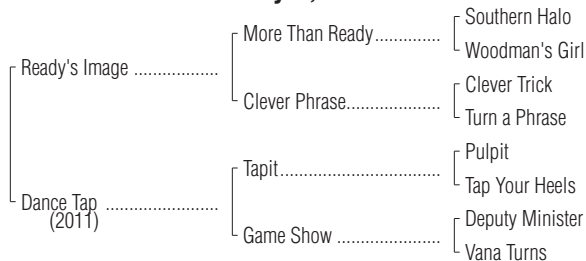 Southern Halo
More Than Ready
Woodman's Girl
Ready's Image
Clever Trick
Clever Phrase
Turn a Phrase
Pulpit
Tapit
Tap Your Heels
Dance Tap
(2011)
Deputy Minister
Game Show
Vana Turns